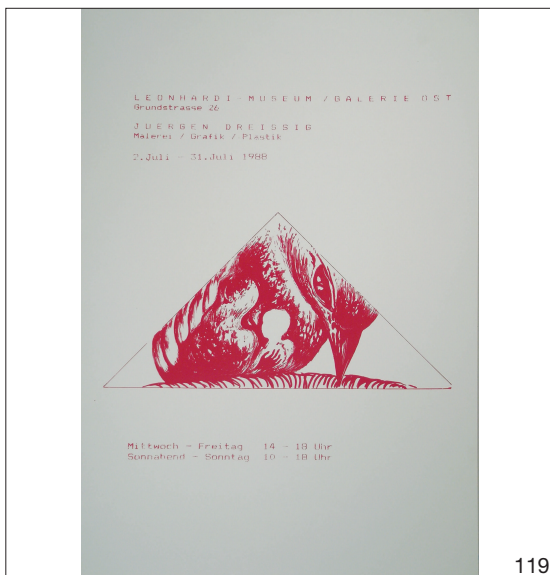 LEONHARDI-MUSEUM / GALERIE OST
Grundstrasse 26
JUERGEN DREISSIG
Malerei / Grafik / Plastik
2.Juli - 31.Juli 1988
Mittwoch - Freitag 14 - 18 Uhr
Sonnabend - Sonntag 10 - 18 Uhr
119